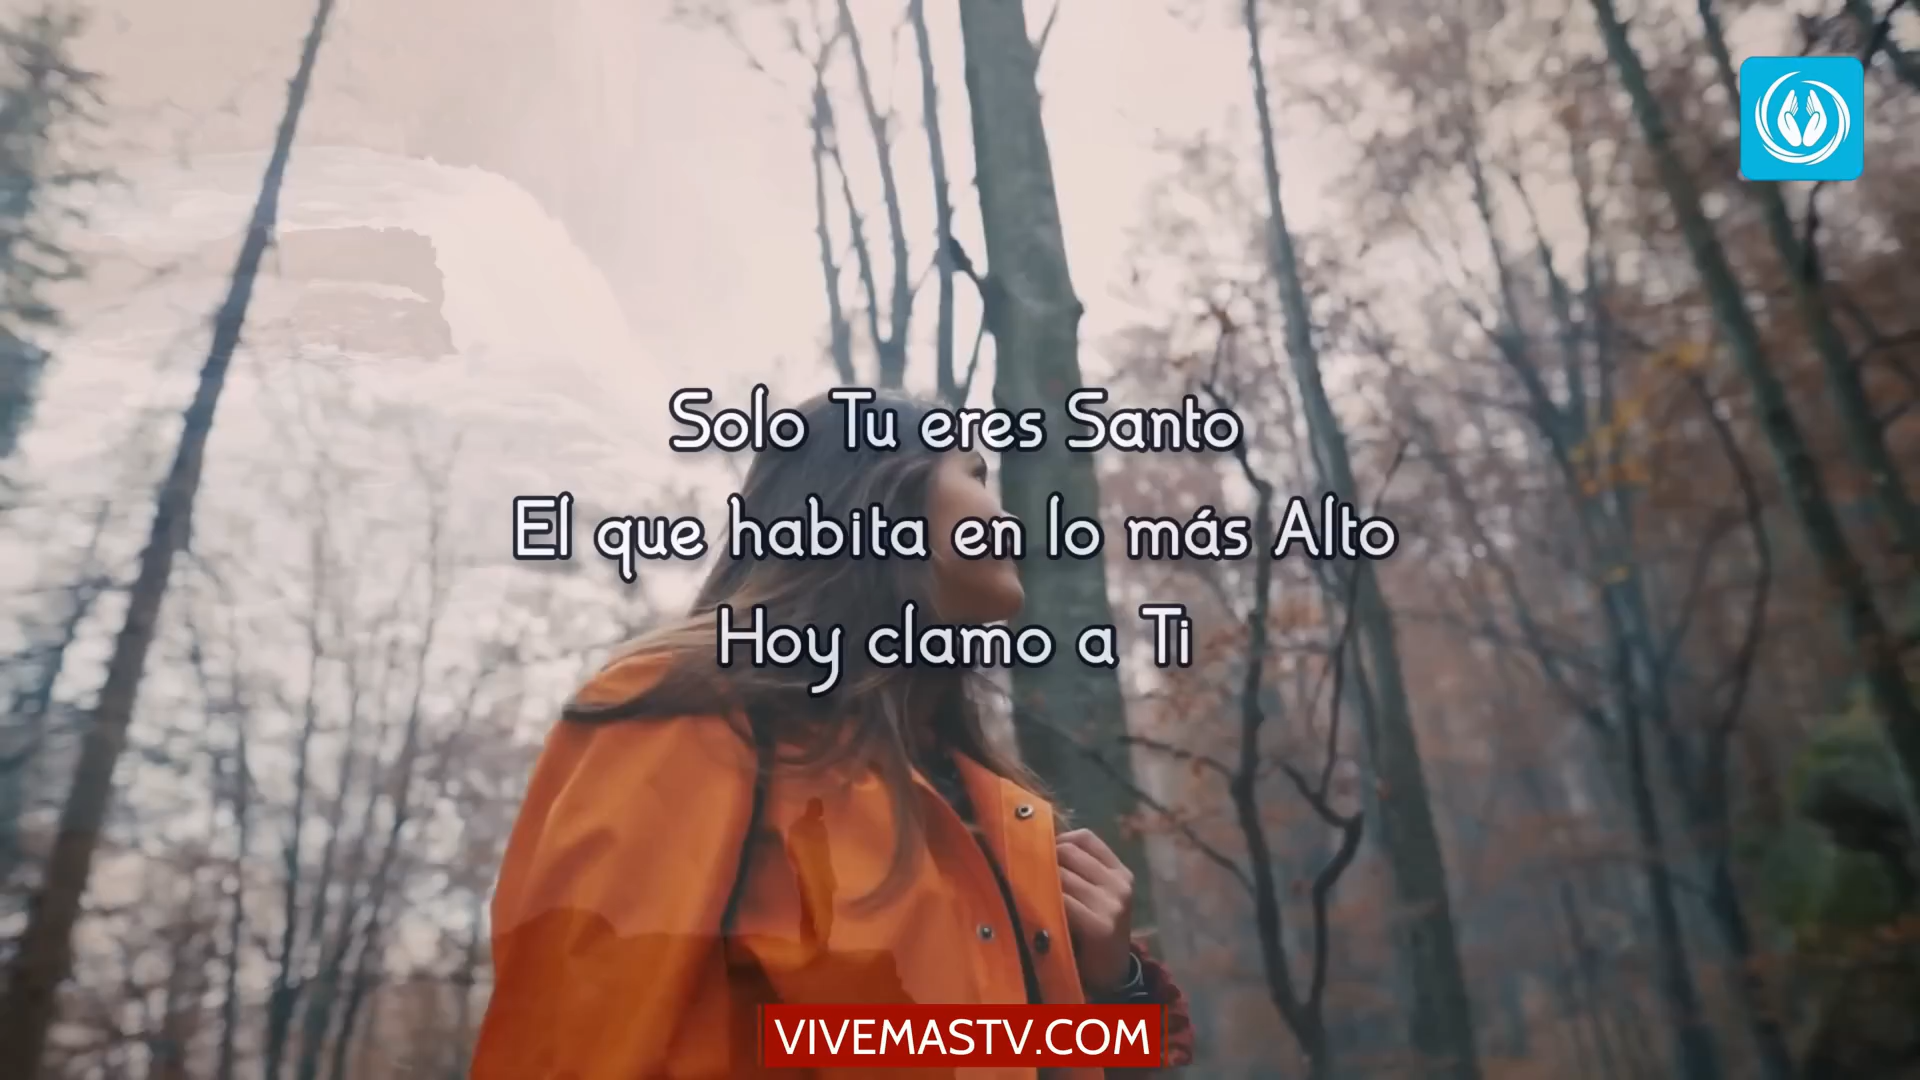 Solo Tu eres Santo
El que habita en lo más Alto
Hoy clamo a Ti
VIVEMASTV.COM